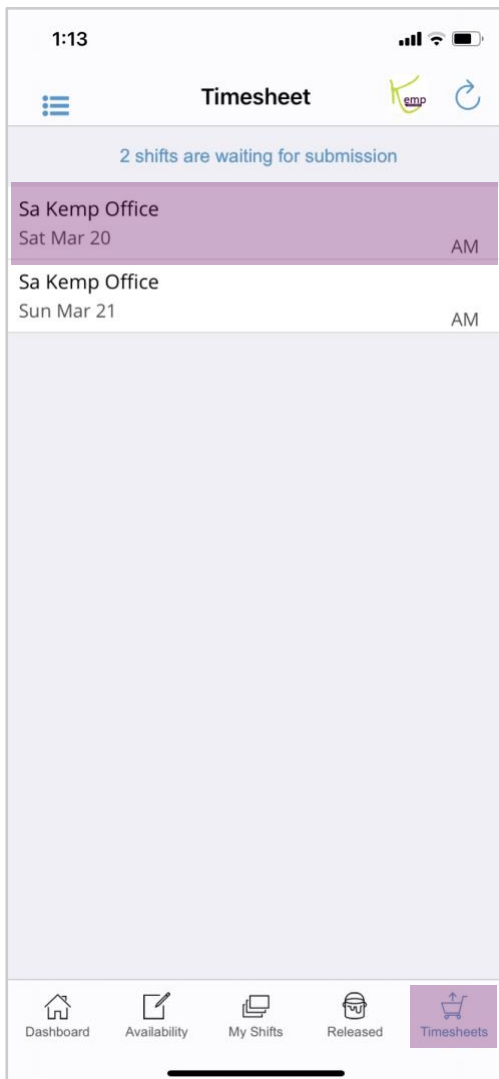 1:13
Timesheet
Kemp
2 shifts are waiting for submission
Sa Kemp Office
Sat Mar 20
AM
Sa Kemp Office
Sun Mar 21
AM
Dashboard Availability My Shifts Released Timesheets